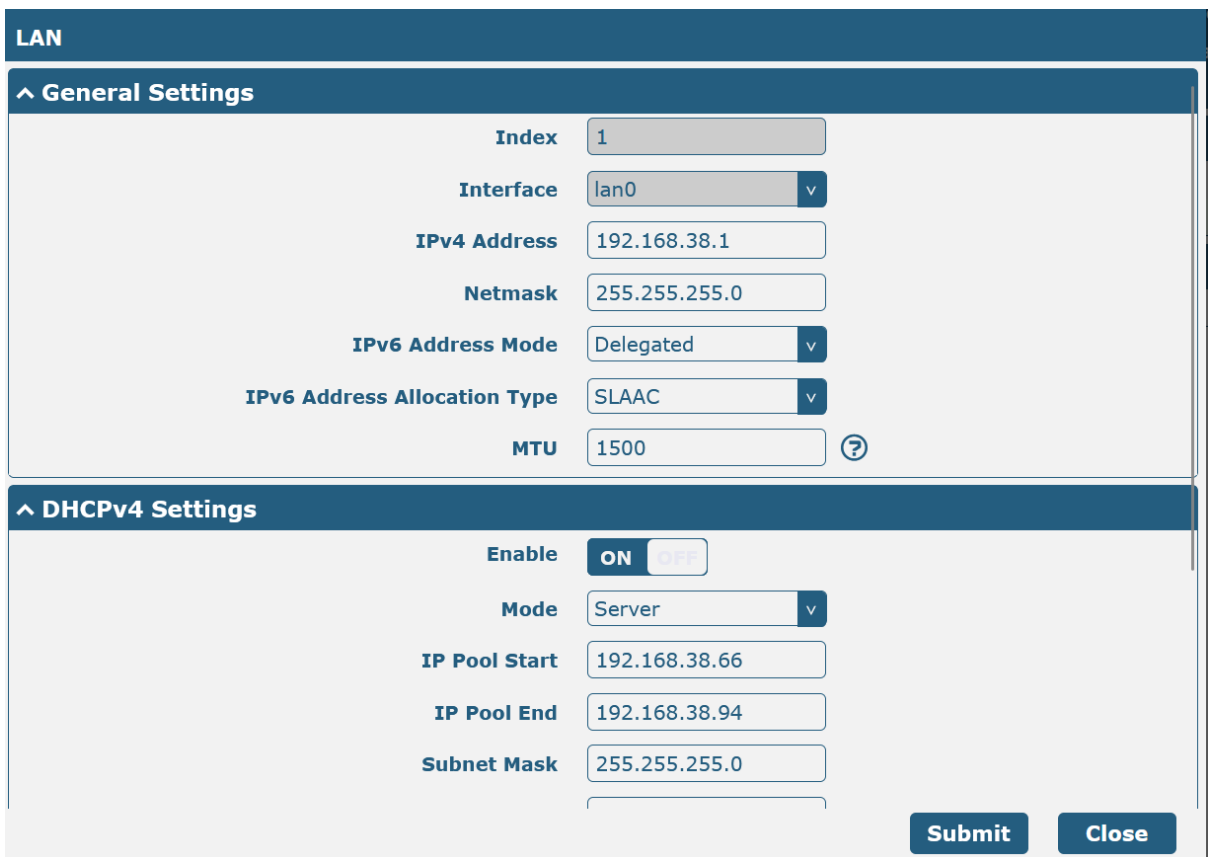 LAN
General Settings
Index 1
Interface lan0 v
IPv4 Address 192.168.38.1
Netmask 255.255.255.0
IPv6 Address Mode Delegated v
IPv6 Address Allocation Type SLAAC v
MTU 1500 ?
DHCPv4 Settings
Enable ON OFF
Mode Server v
IP Pool Start 192.168.38.66
IP Pool End 192.168.38.94
Subnet Mask 255.255.255.0
Submit Close